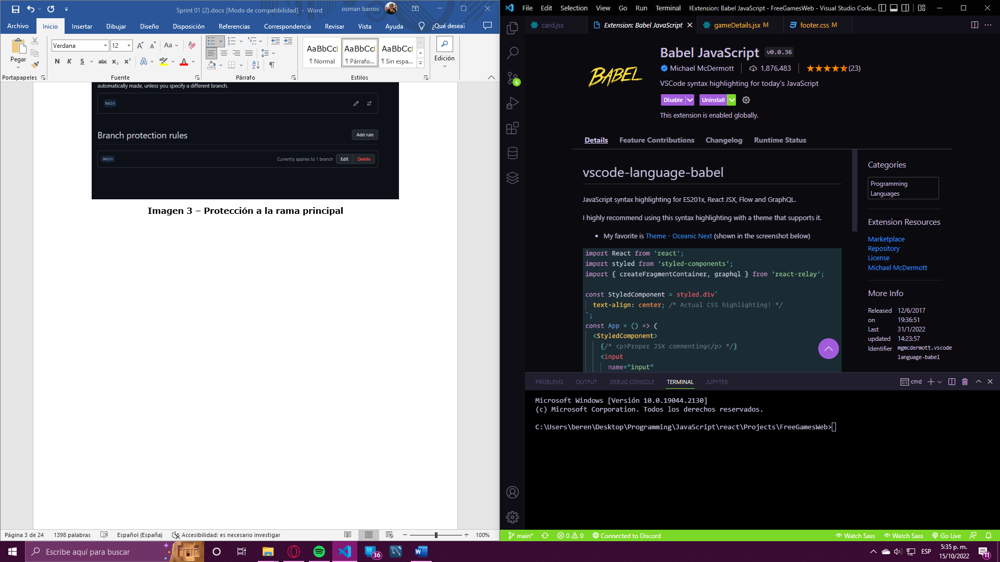 Sprint 01 (2).docx [Modo de compatibilidad] - Word
osman barros
Archivo Inicio Insertar Dibujar Diseño Disposición Referencias Correspondencia Revisar Vista Ayuda ¿Qué desea?
Pegar
Verdana 12
Aa
N K S abc x₂ x² A A
AaBbCcI AaBbCcI AaBbCcI
¶ Normal ¶ Párrafo... ¶ Sin espa...
Edición
Portapapeles Fuente Párrafo Estilos
automatically made, unless you specify a different branch.
main
Branch protection rules
Add rule
main
Currently applies to 1 branch Edit Delete
Imagen 3 – Protección a la rama principal
Página 3 de 24 1398 palabras Español (España) Accesibilidad: es necesario investigar 100%
File Edit Selection View Go Run Terminal
Extension: Babel JavaScript - FreeGamesWeb - Visual Studio Code...
card.jsx Extension: Babel JavaScript gameDetails.jsx M footer.css M
6
BABEL
Babel JavaScript v0.0.36
Michael McDermott 1,876,483 (23)
VSCode syntax highlighting for today's JavaScript
Disable Uninstall
This extension is enabled globally.
Details Feature Contributions Changelog Runtime Status
vscode-language-babel
JavaScript syntax highlighting for ES201x, React JSX, Flow and GraphQL.
I highly recommend using this syntax highlighting with a theme that supports it.
• My favorite is Theme - Oceanic Next (shown in the screenshot below)
import React from 'react';
import styled from 'styled-components';
import { createFragmentContainer, graphql } from 'react-relay';
const StyledComponent = styled.div`
text-align: center; /* Actual CSS highlighting! */
`;
const App = () => (
<StyledComponent>
{/* <p>Proper JSX commenting</p> */}
<input
name="input"
Categories
Programming
Languages
Extension Resources
Marketplace
Repository
License
Michael McDermott
More Info
Released 12/6/2017
on 19:36:51
Last 31/1/2022
updated 14:23:57
Identifier mgmcdermott.vscode
language-babel
PROBLEMS OUTPUT DEBUG CONSOLE TERMINAL JUPYTER
cmd
Microsoft Windows [Versión 10.0.19044.2130]
(c) Microsoft Corporation. Todos los derechos reservados.
C:\Users\beren\Desktop\Programming\JavaScript\react\Projects\FreeGamesWeb>
main* 0 0 Connected to Discord
Watch Sass Watch Sass Go Live
Escribe aquí para buscar
36
ESP
5:35 p. m.
15/10/2022
11